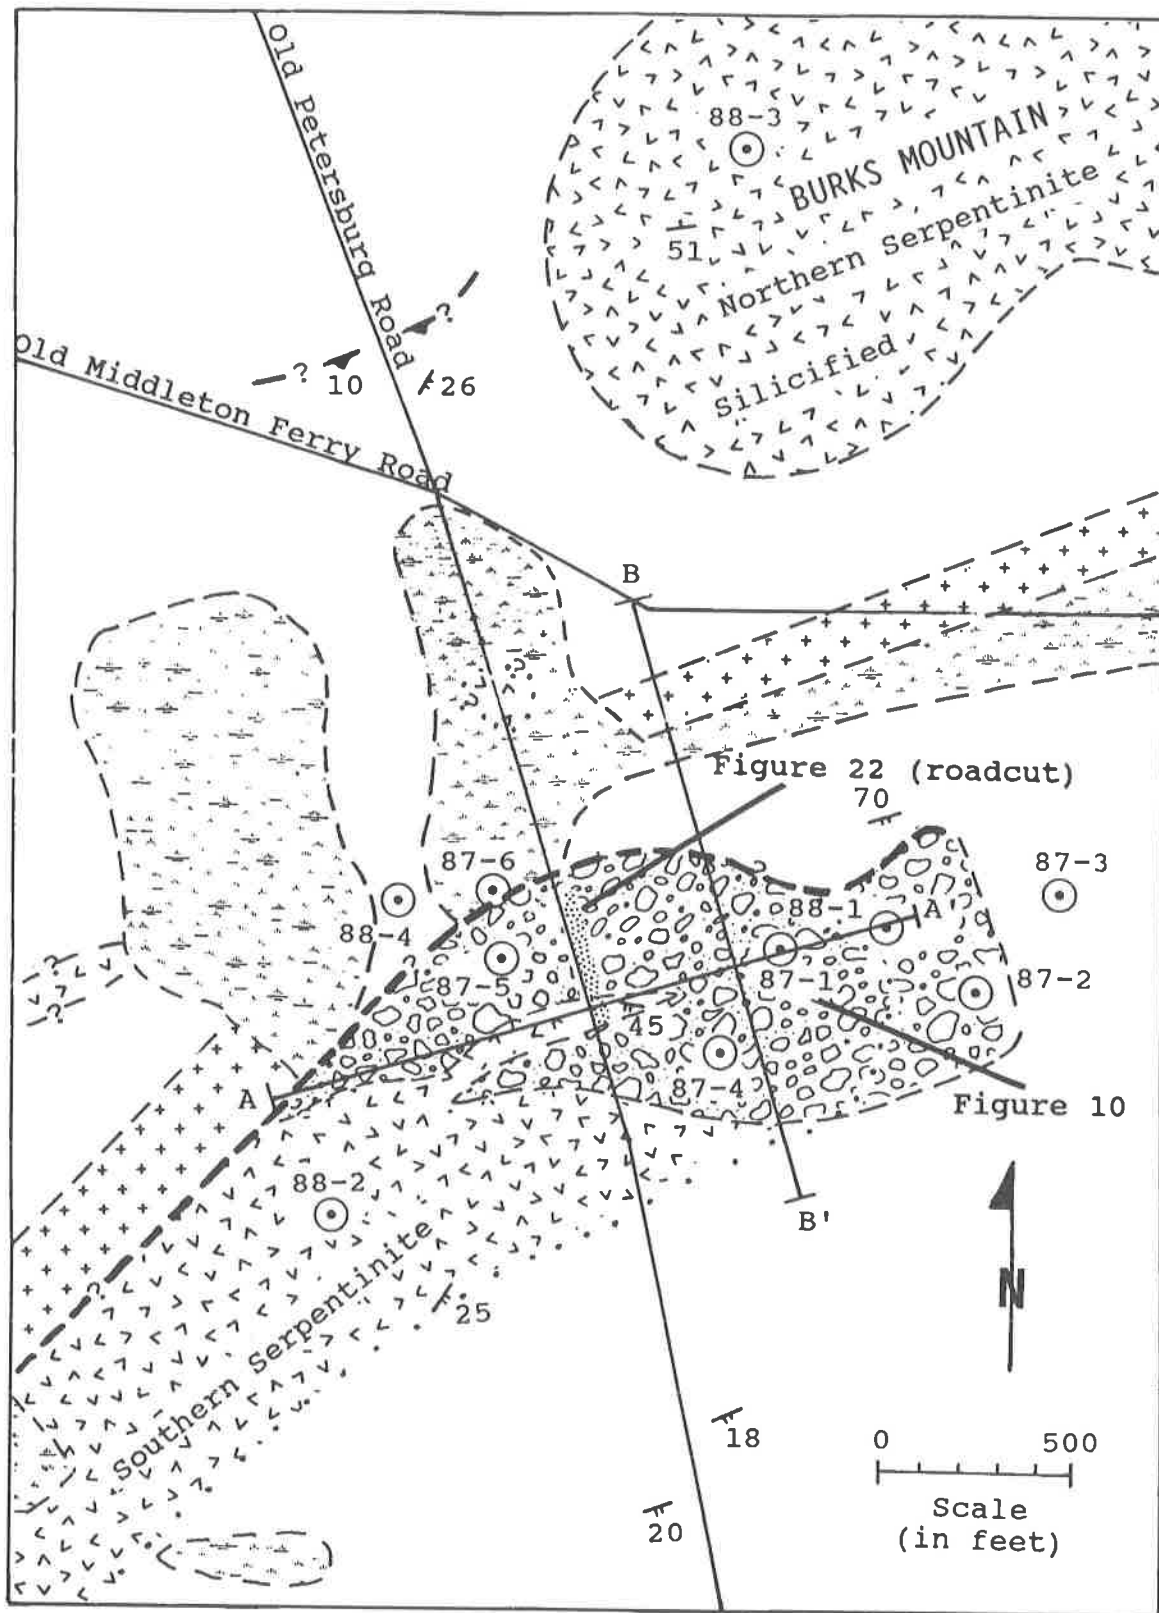 Old Petersburg Road
88-3
BURKS MOUNTAIN
51
Northern Serpentinite
Silicified
?
? 10
26
Old Middleton Ferry Road
B
?
?
Figure 22 (roadcut)
70
87-6
87-3
88-4
88-1
A'
?
?
87-5
87-1
87-2
?
45
80
A
87-4
Figure 10
88-2
B'
?
N
Southern Serpentinite
25
18
20
0 500
Scale
(in feet)